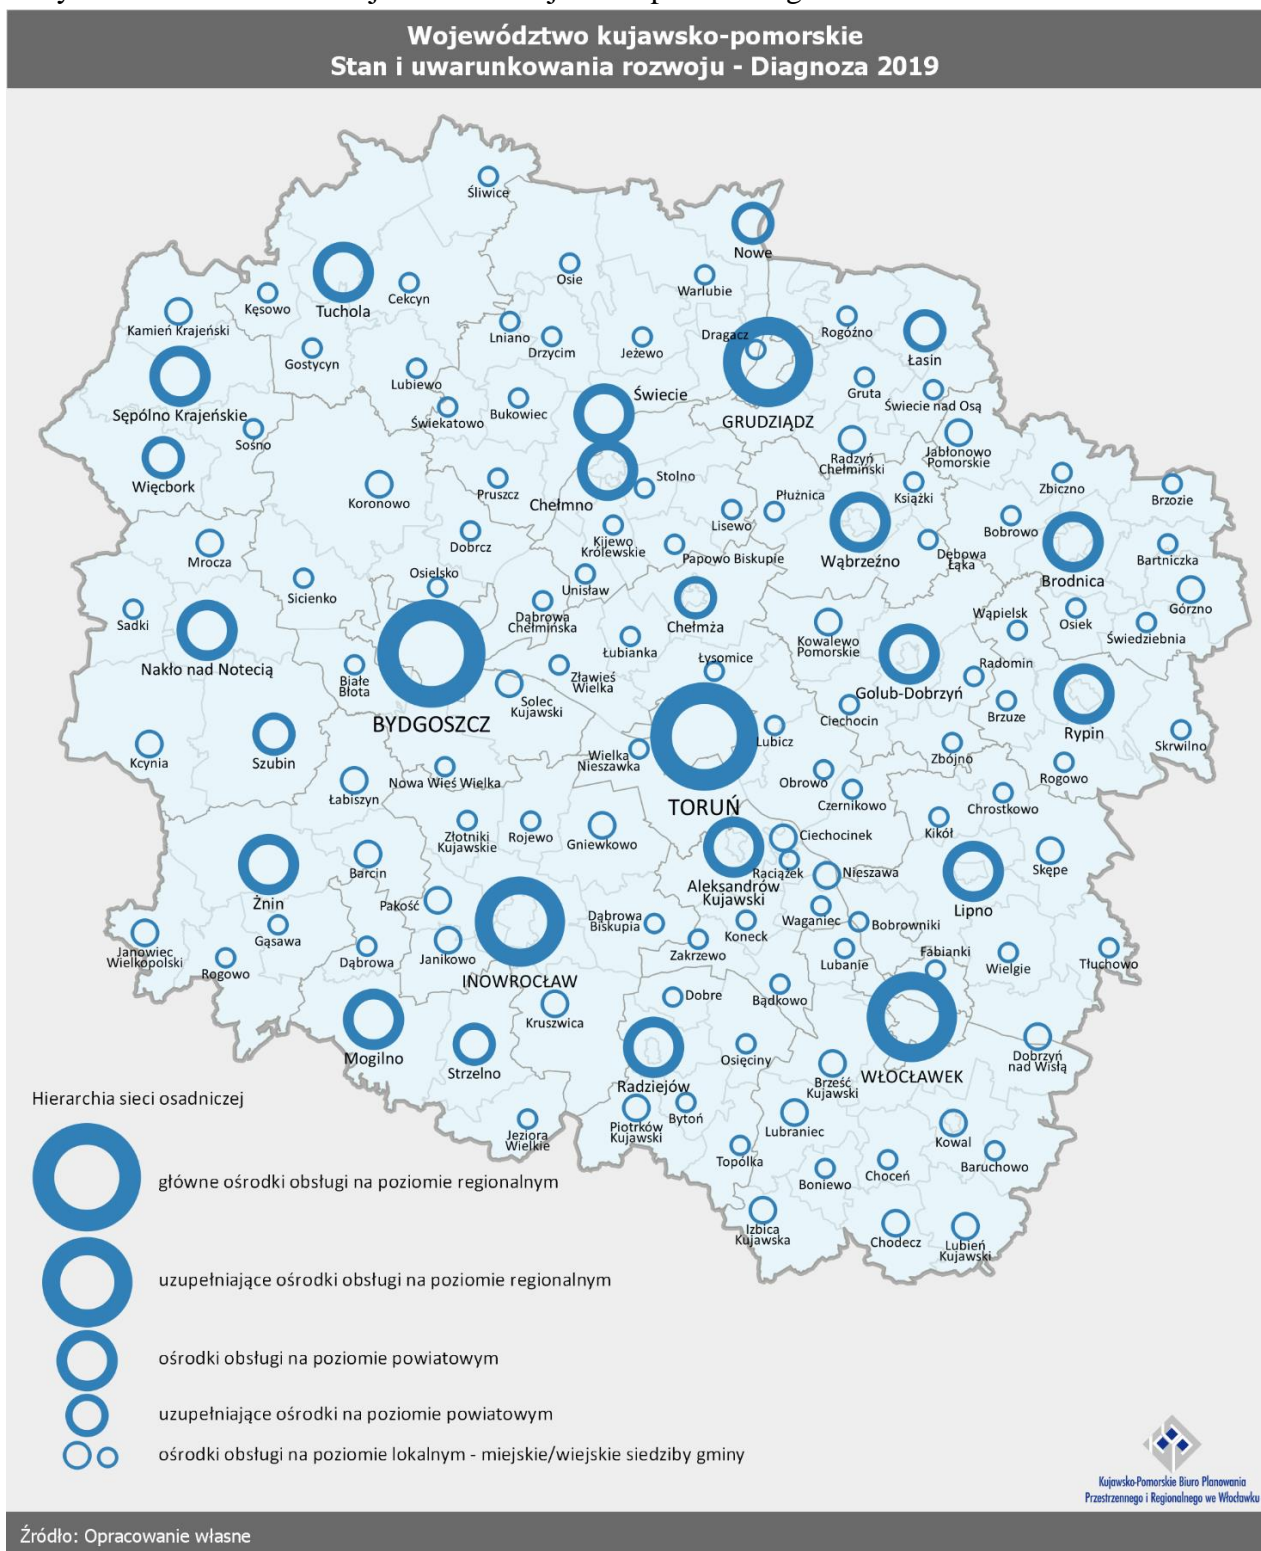 Województwo kujawsko-pomorskie
Stan i uwarunkowania rozwoju - Diagnoza 2019
Śliwice
Nowe
Osie
Warlubie
Kęsowo
Tuchola
Cekcyn
Kamień Krajeński
Lniano
Drzycim
Jeżewo
Dragacz
Rogóźno
Łasin
Gostycyn
Lubiewo
Gruta
Świecie nad Osą
Sępólno Krajeńskie
Świekatowo
Bukowiec
Świecie
GRUDZIĄDZ
Sośno
Radzyń
Chełmiński
Jabłonowo
Pomorskie
Więcbork
Koronowo
Pruszcz
Chełmno
Stolno
Płużnica
Książki
Zbiczno
Brzozie
Lisewo
Bobrowo
Mrocza
Dobrcz
Kijewo
Królewskie
Papowo Biskupie
Wąbrzeźno
Dębowa
Łąka
Brodnica
Bartniczka
Osielsko
Sicienko
Unisław
Dąbrowa
Chełmińska
Chełmża
Wąpielsk
Górzno
Sadki
Osiek
Świedziebnia
Kowalewo
Pomorskie
Łubianka
Łysomice
Nakło nad Notecią
Białe
Błota
Zławieś
Wielka
Radomin
Golub-Dobrzyń
Solec
Kujawski
BYDGOSZCZ
Ciechocin
Brzuze
Rypin
Kcynia
Szubin
Wielka
Nieszawka
Lubicz
Zbójno
Skrwilno
Rogowo
Nowa Wieś Wielka
Łabiszyn
Obrowo
Czernikowo
Chrostkowo
TORUŃ
Złotniki
Kujawskie
Rojewo
Gniewkowo
Ciechocinek
Kikół
Barcin
Raciążek
Nieszawa
Skępe
Aleksandrów
Kujawski
Żnin
Pakość
Dąbrowa
Biskupia
Waganiec
Bobrowniki
Lipno
Gąsawa
Koneck
Janowiec
Wielkopolski
Rogowo
Dąbrowa
Janikowo
Zakrzewo
Lubanie
Fabianki
Wielgie
Tłuchowo
INOWROCŁAW
Dobre
Bądkowo
Kruszwica
Mogilno
Strzelno
Osięciny
Dobrzyń
nad Wisłą
WŁOCŁAWEK
Radziejów
Brześć
Kujawski
Bytoń
Piotrków
Kujawski
Jeziora
Wielkie
Lubraniec
Kowal
Topólka
Baruchowo
Boniewo
Choceń
Izbica
Kujawska
Chodecz
Lubień
Kujawski
Hierarchia sieci osadniczej
główne ośrodki obsługi na poziomie regionalnym
uzupełniające ośrodki obsługi na poziomie regionalnym
ośrodki obsługi na poziomie powiatowym
uzupełniające ośrodki na poziomie powiatowym
ośrodki obsługi na poziomie lokalnym - miejskie/wiejskie siedziby gminy
Kujawsko-Pomorskie Biuro Planowania
Przestrzennego i Regionalnego we Włocławku
Źródło: Opracowanie własne